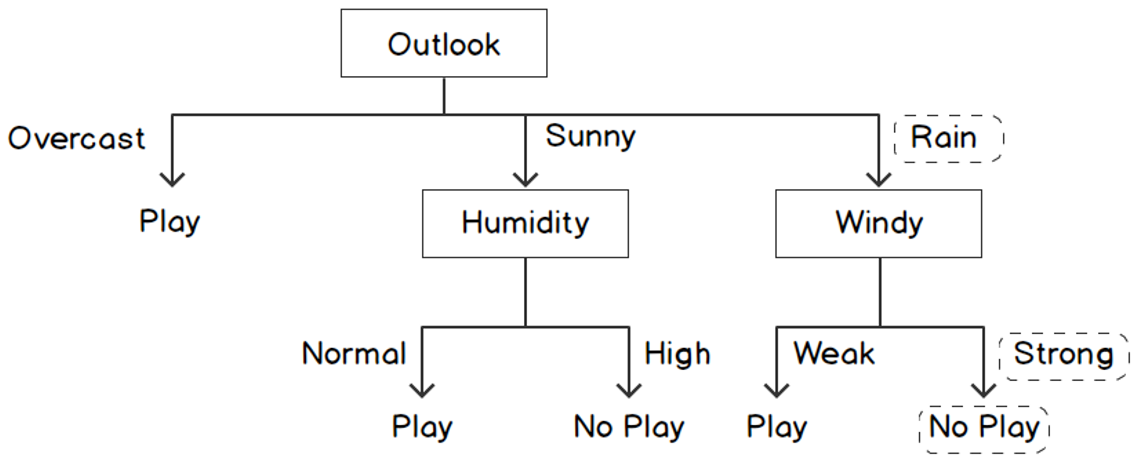 Outlook
Overcast
Sunny
Rain
Play
Humidity
Windy
Normal
High
Weak
Strong
Play
No Play
Play
No Play